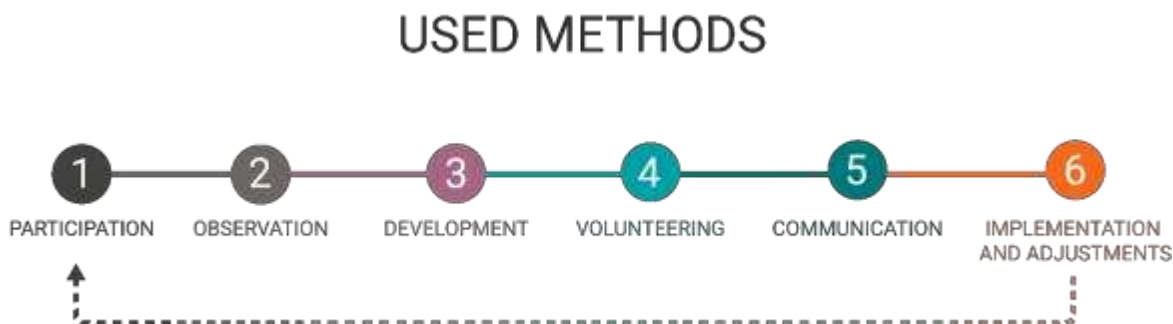 USED METHODS
1 2 3 4 5 6
PARTICIPATION OBSERVATION DEVELOPMENT VOLUNTEERING COMMUNICATION IMPLEMENTATION
AND ADJUSTMENTS